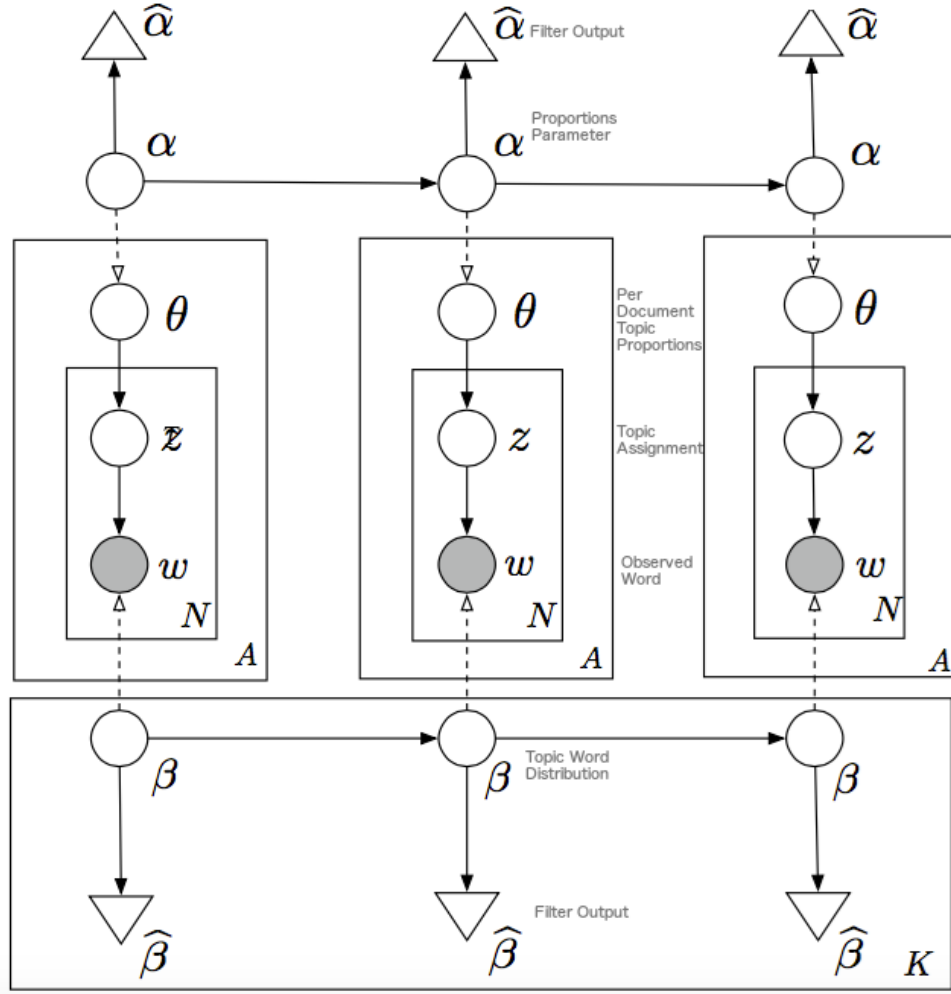 α̂ α̂ Filter Output α̂
α α Proportions Parameter α
θ θ Per Document Topic Proportions θ
z Topic Assignment z
w w Observed Word w
N N N
A A A
β β Topic Word Distribution β
β̂ β̂ Filter Output β̂
K